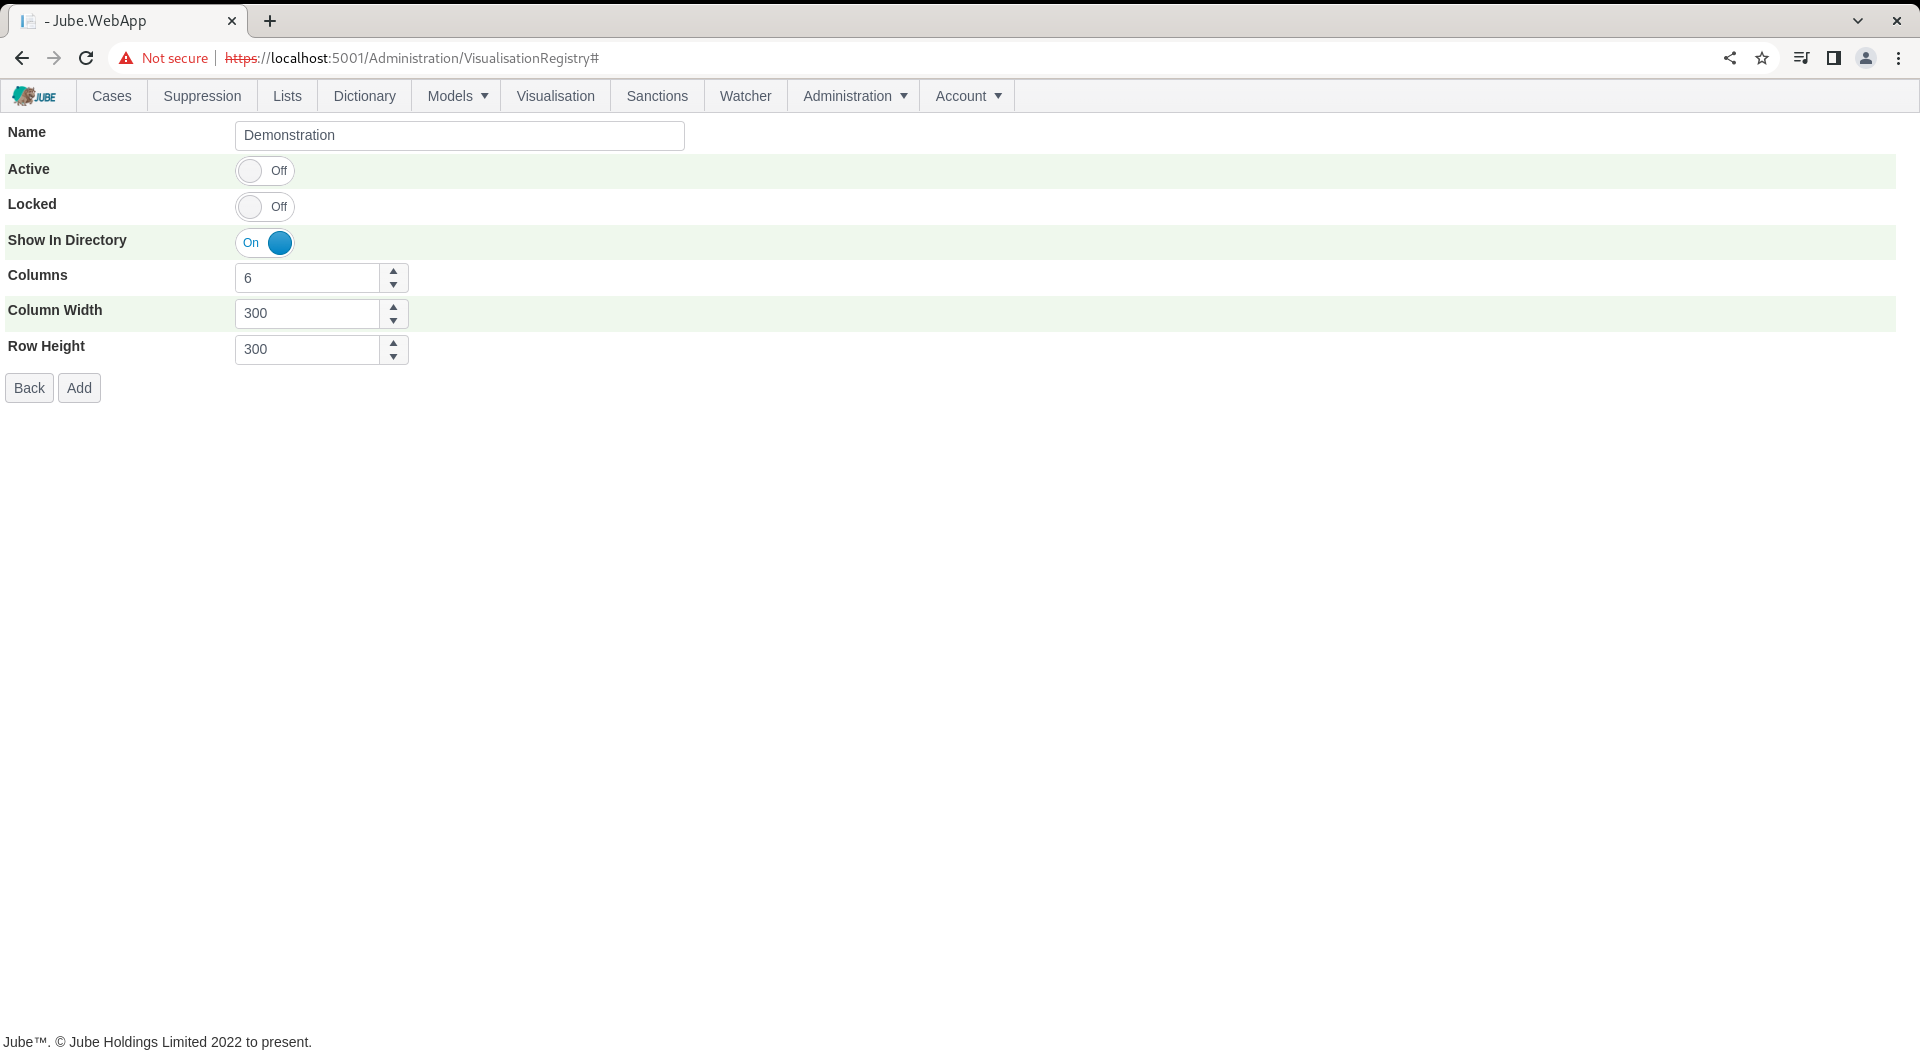 - Jube.WebApp
Not secure https://localhost:5001/Administration/VisualisationRegistry#
JUBE Cases Suppression Lists Dictionary Models Visualisation Sanctions Watcher Administration Account
Name Demonstration
Active Off
Locked Off
Show In Directory On
Columns 6
Column Width 300
Row Height 300
Back Add
Jube™. © Jube Holdings Limited 2022 to present.